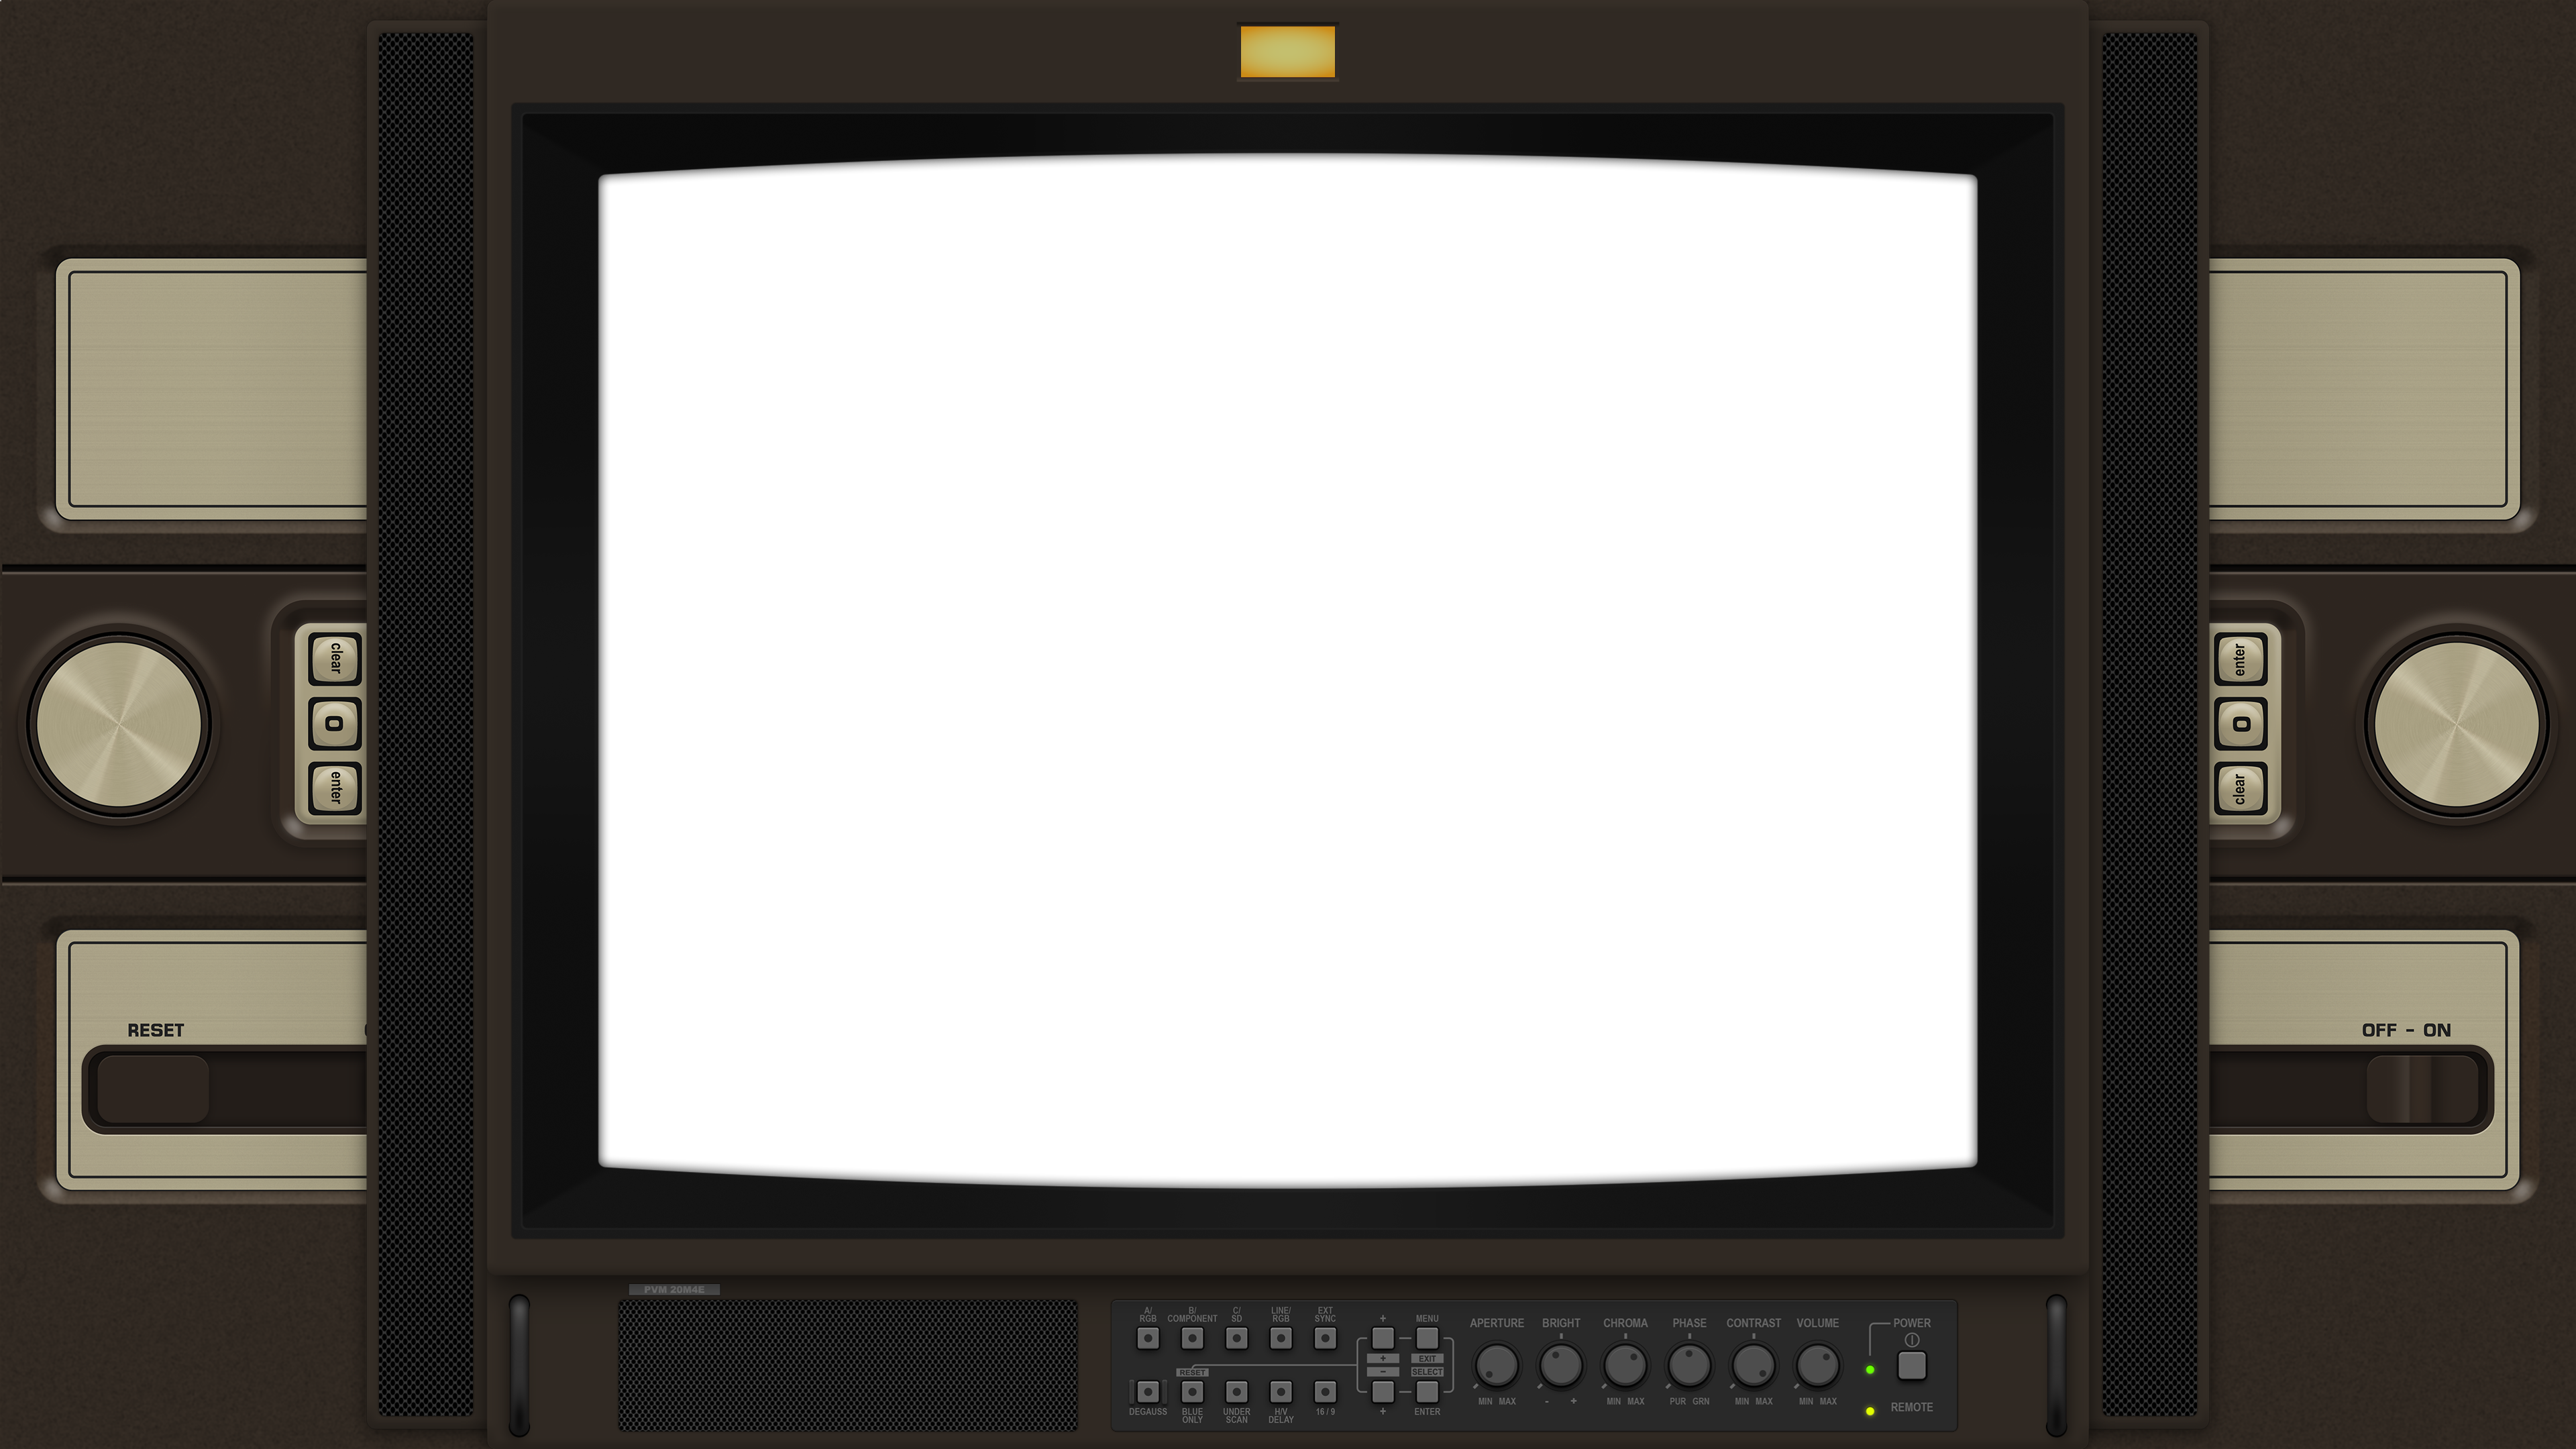 clear
0
enter
enter
0
clear
RESET
OFF - ON
PVM 20M4E
A/
RGB
B/
COMPONENT
C/
SD
LINE/
RGB
EXT
SYNC
+
MENU
+
EXIT
−
SELECT
RESET
DEGAUSS
BLUE
ONLY
UNDER
SCAN
H/V
DELAY
16 / 9
+
ENTER
APERTURE
BRIGHT
CHROMA
PHASE
CONTRAST
VOLUME
MIN MAX
- +
MIN MAX
PUR GRN
MIN MAX
MIN MAX
POWER
REMOTE